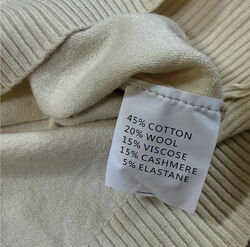 45% COTTON
20% WOOL
15% VISCOSE
15% CASHMERE
5% ELASTANE